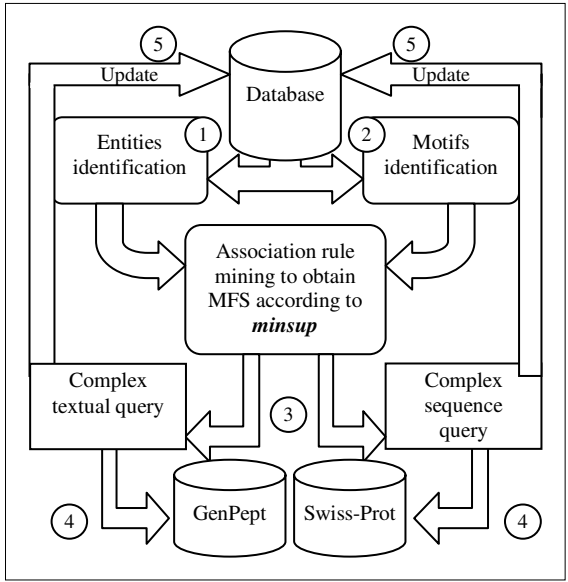 5
5
Update
Update
Database
1
2
Entities
identification
Motifs
identification
Association rule
mining to obtain
MFS according to
minsup
Complex
textual query
3
Complex
sequence
query
4
GenPept
Swiss-Prot
4